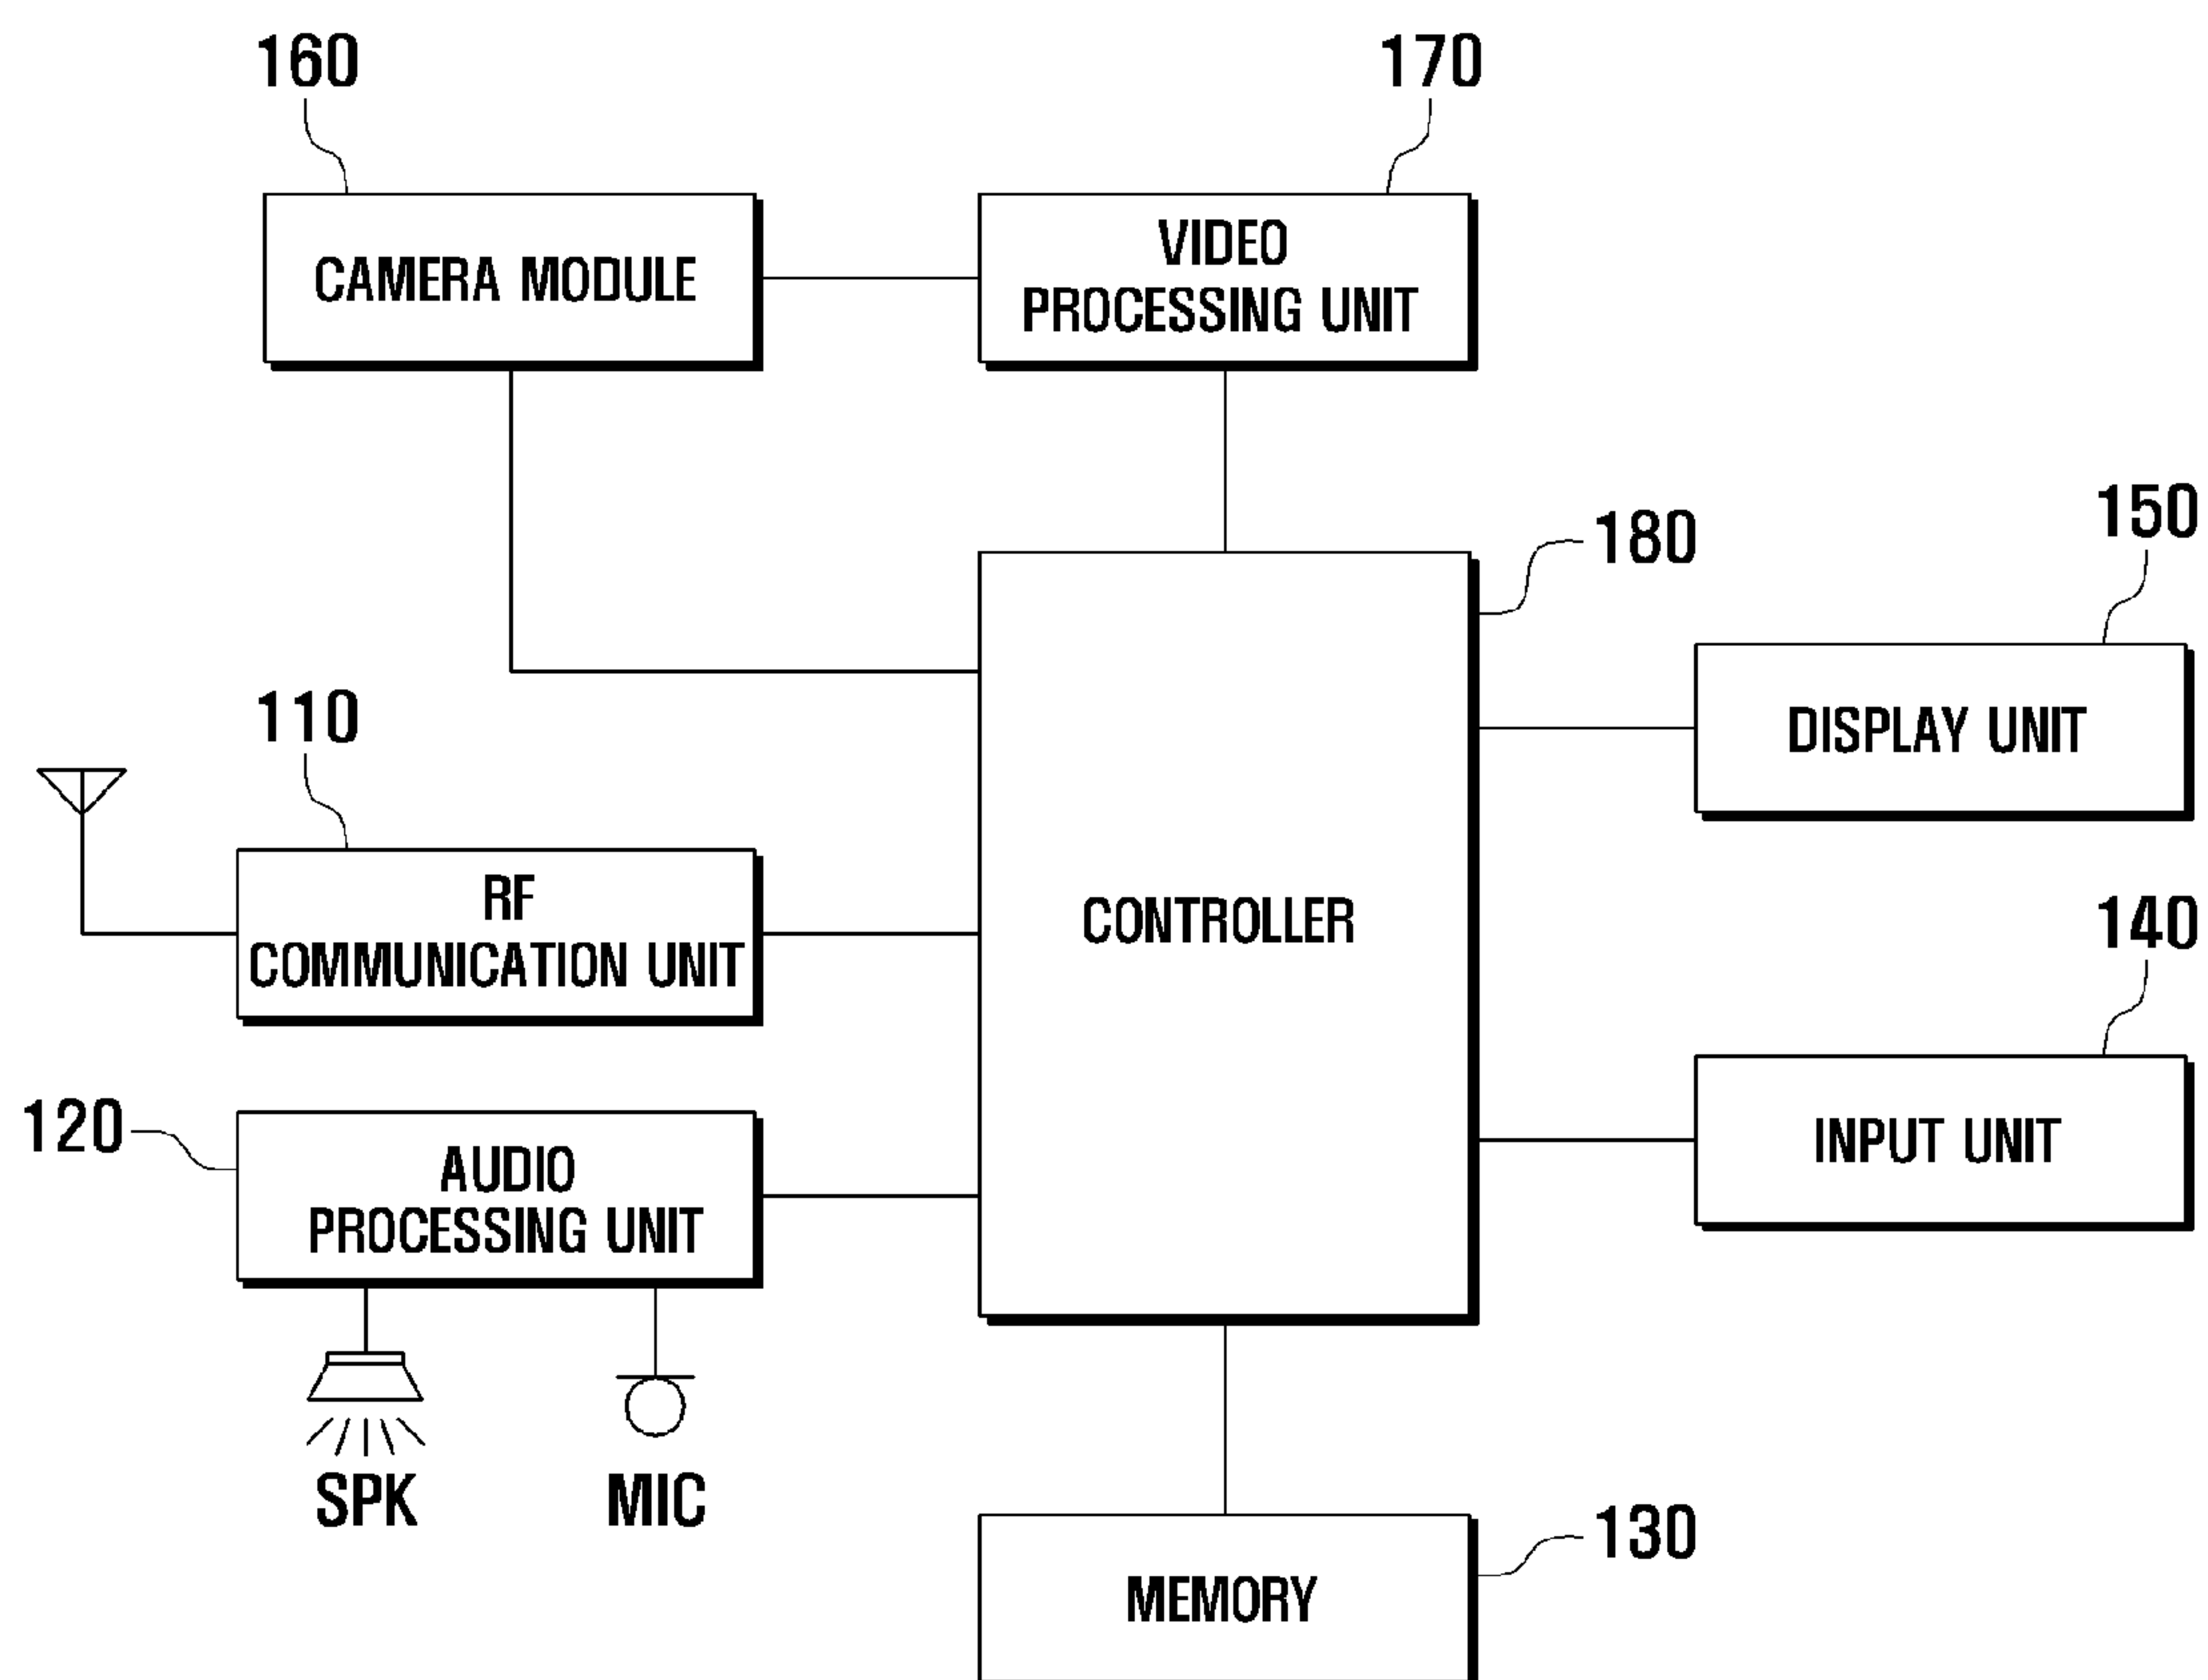 160
170
CAMERA MODULE
VIDEO
PROCESSING UNIT
180
150
DISPLAY UNIT
110
RF
COMMUNICATION UNIT
CONTROLLER
140
INPUT UNIT
120
AUDIO
PROCESSING UNIT
SPK
MIC
130
MEMORY